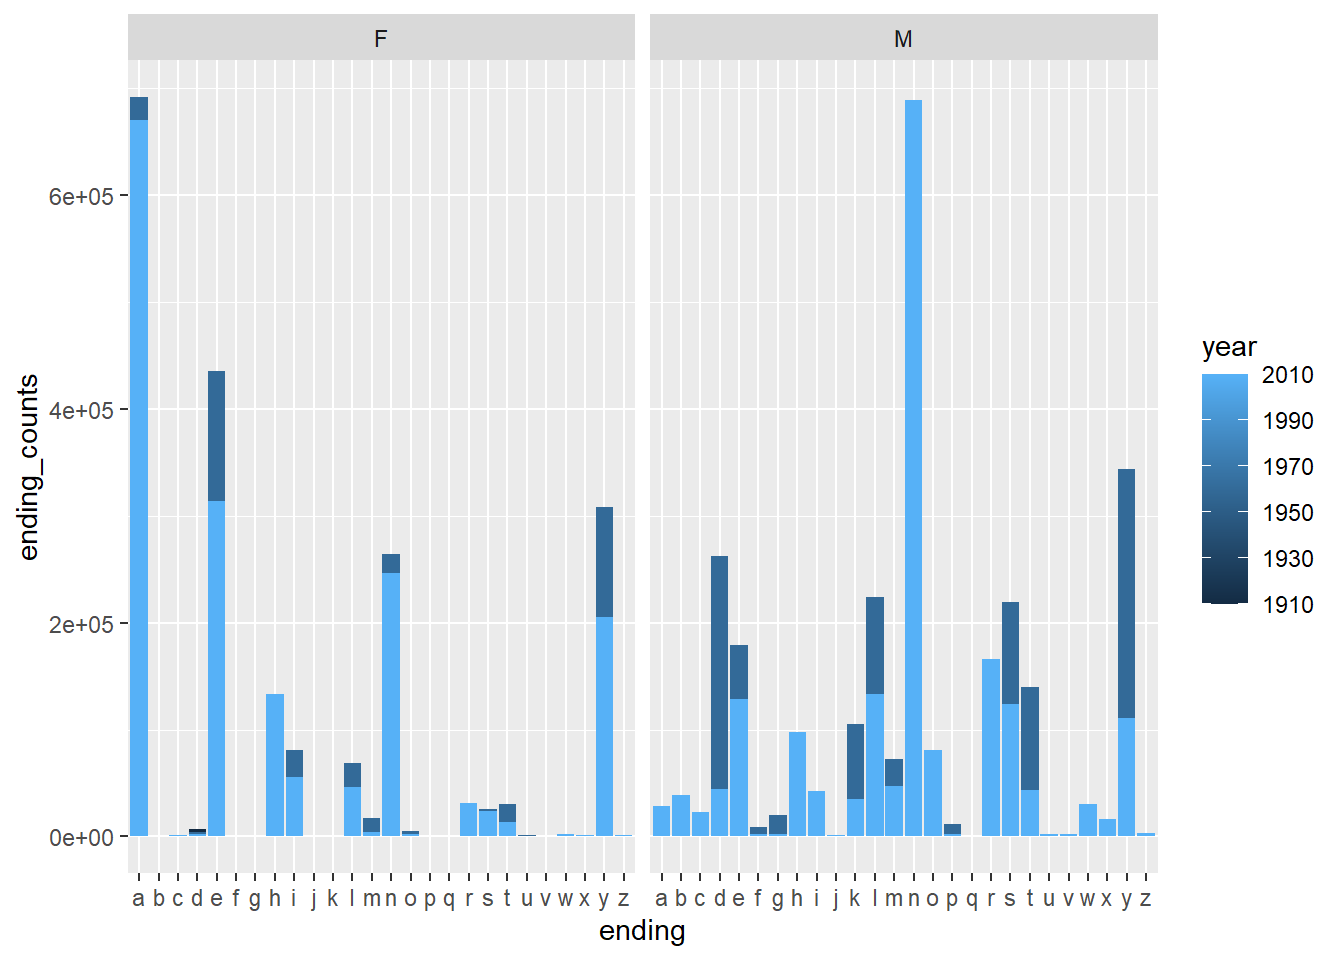 F M
6e+05
4e+05
2e+05
0e+00
ending_counts
a b c d e f g h i j k l m n o p q r s t u v w x y z a b c d e f g h i j k l m n o p q r s t u v w x y z
ending
year
2010
1990
1970
1950
1930
1910